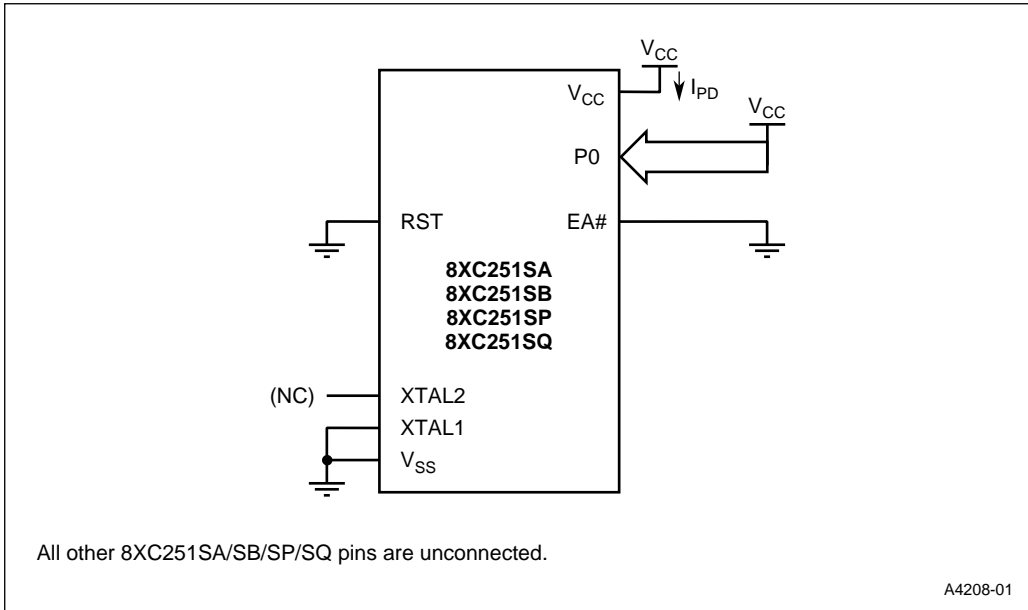 VCC
VCC
IPD
VCC
P0
RST
EA#
8XC251SA
8XC251SB
8XC251SP
8XC251SQ
(NC)
XTAL2
XTAL1
VSS
All other 8XC251SA/SB/SP/SQ pins are unconnected.
A4208-01